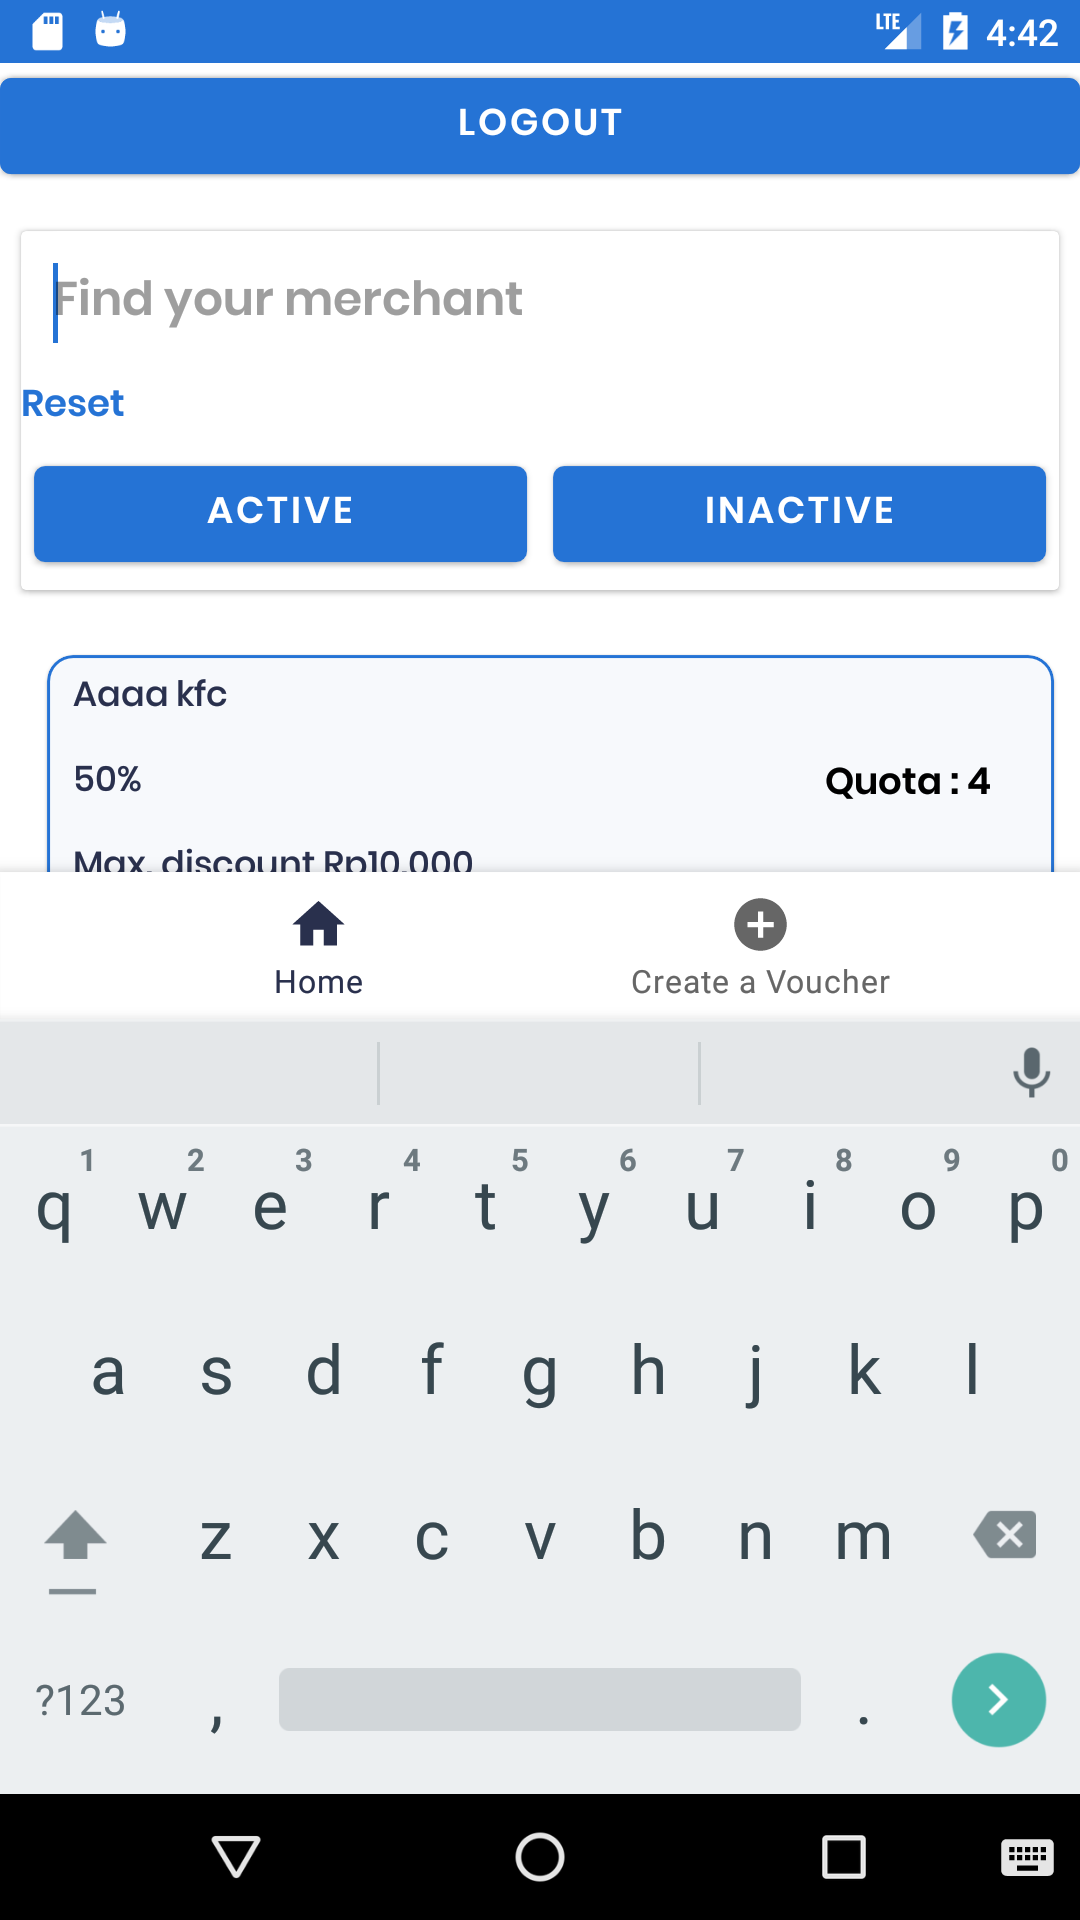 LTE 4:42
LOGOUT
Find your merchant
Reset
ACTIVE INACTIVE
Aaaa kfc
50% Quota : 4
Max. discount Rp10.000
Home Create a Voucher
1 2 3 4 5 6 7 8 9 0
q w e r t y u i o p
a s d f g h j k l
z x c v b n m
?123 , .